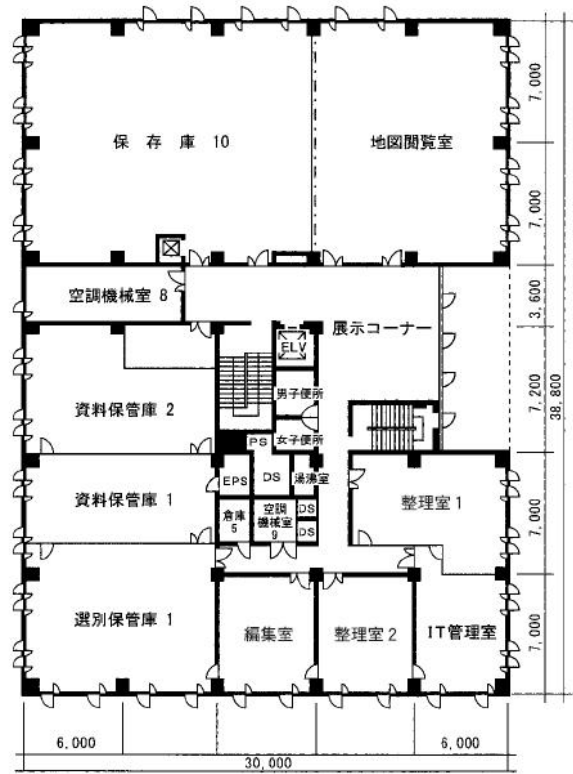 保存庫 10
地図閲覧室
7,000
7,000
空調機械室 8
3,600
展示コーナー
ELV
資料保管庫 2
男子便所
7,200
38,800
PS
女子便所
EPS
DS
湯沸室
資料保管庫 1
整理室 1
倉庫
5
空調
機械室
9
DS
DS
7,000
選別保管庫 1
編集室
整理室 2
IT管理室
7,000
6,000
6,000
30,000